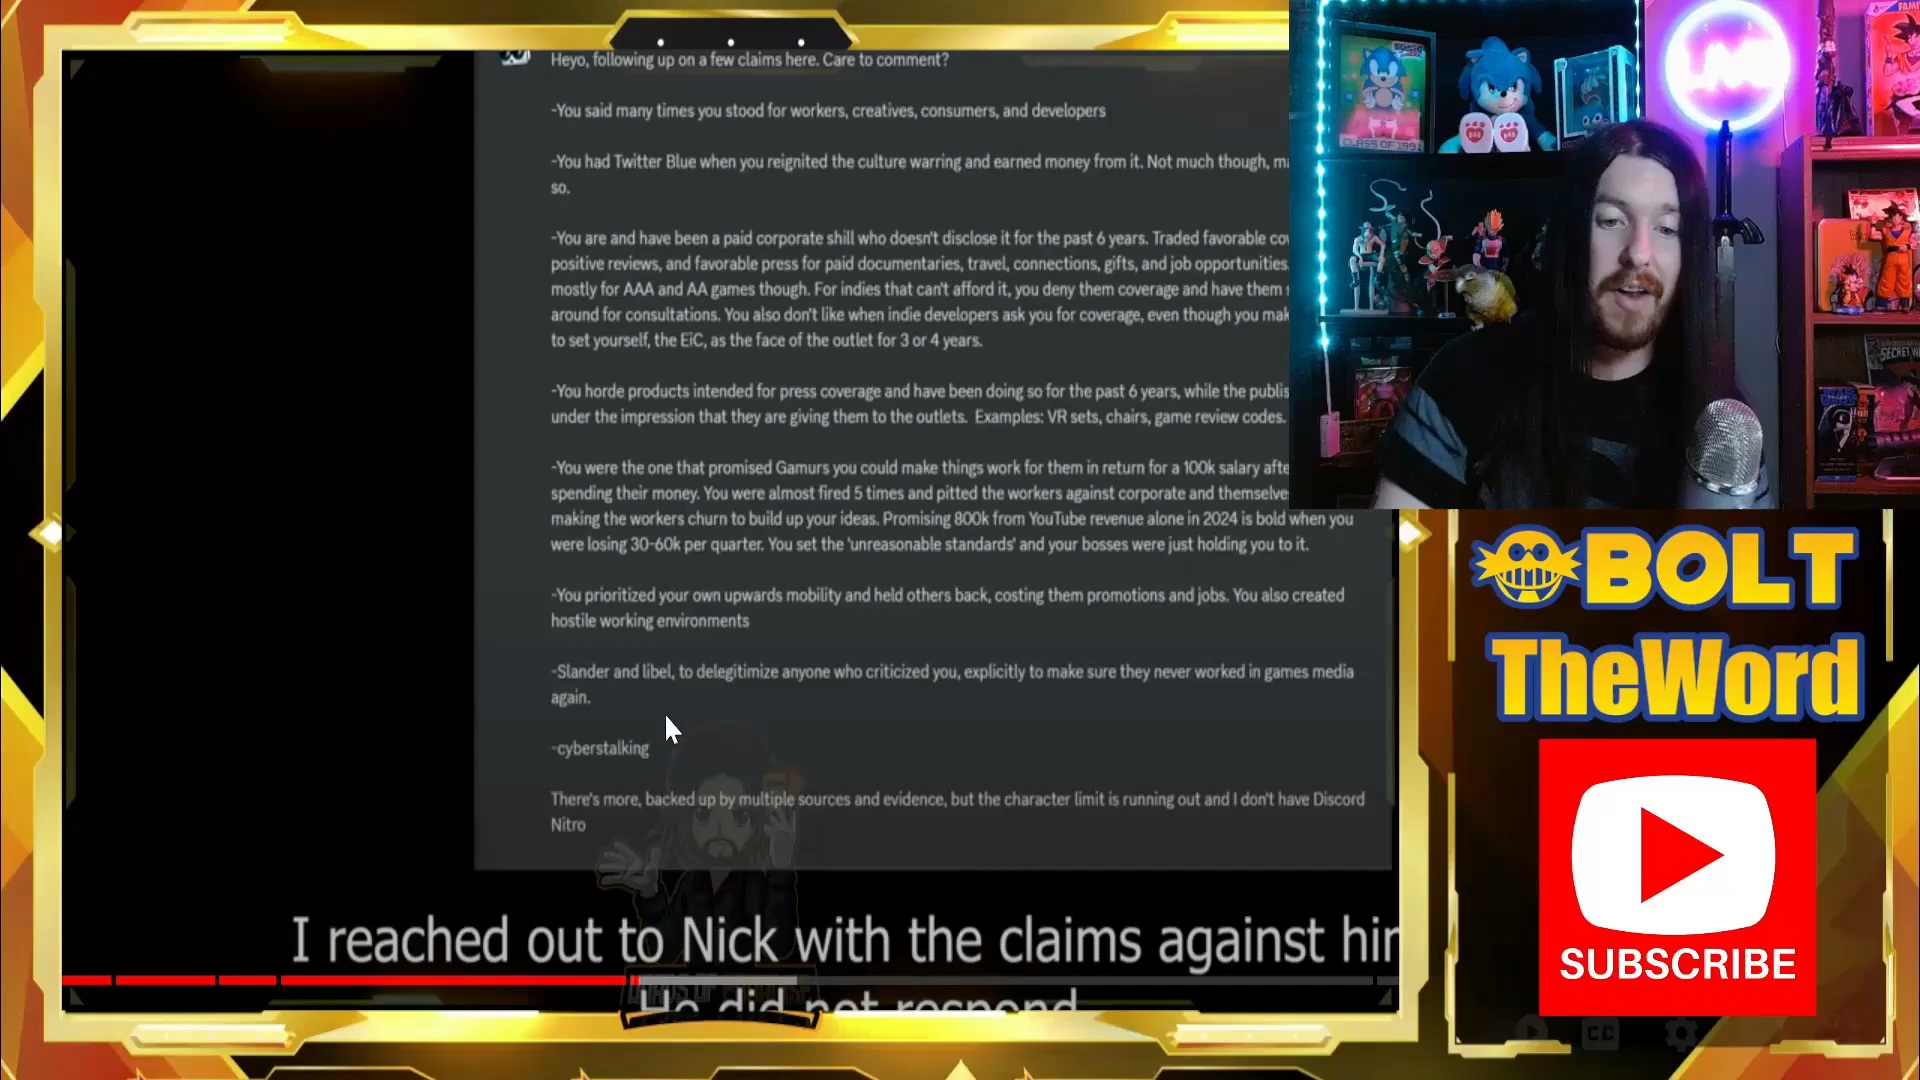 Heyo, following up on a few claims here. Care to comment?
-You said many times you stood for workers, creatives, consumers, and developers
-You had Twitter Blue when you reignited the culture warring and earned money from it. Not much though,
so.
-You are and have been a paid corporate shill who doesn't disclose it for the past 6 years. Traded favorable
positive reviews, and favorable press for paid documentaries, travel, connections, gifts, and job opportunities.
mostly for AAA and AA games though. For indies that can't afford it, you deny them coverage and have them
around for consultations. You also don't like when indie developers ask you for coverage, even though you
to set yourself, the EiC, as the face of the outlet for 3 or 4 years.
-You horde products intended for press coverage and have been doing so for the past 6 years, while the
under the impression that they are giving them to the outlets. Examples: VR sets, chairs, game review codes.
-You were the one that promised Gamurs you could make things work for them in return for a 100k salary
spending their money. You were almost fired 5 times and pitted the workers against corporate and
making the workers churn to build up your ideas. Promising 800k from YouTube revenue alone in 2024 is bold when you
were losing 30-60k per quarter. You set the 'unreasonable standards' and your bosses were just holding you to it.
-You prioritized your own upwards mobility and held others back, costing them promotions and jobs. You also created
hostile working environments
-Slander and libel, to delegitimize anyone who criticized you, explicitly to make sure they never worked in games media
again.
-cyberstalking
There's more, backed up by multiple sources and evidence, but the character limit is running out and I don't have Discord
Nitro
I reached out to Nick with the claims against
He did not respond
CLASS OF 1991
BOLT
TheWord
SUBSCRIBE
CC